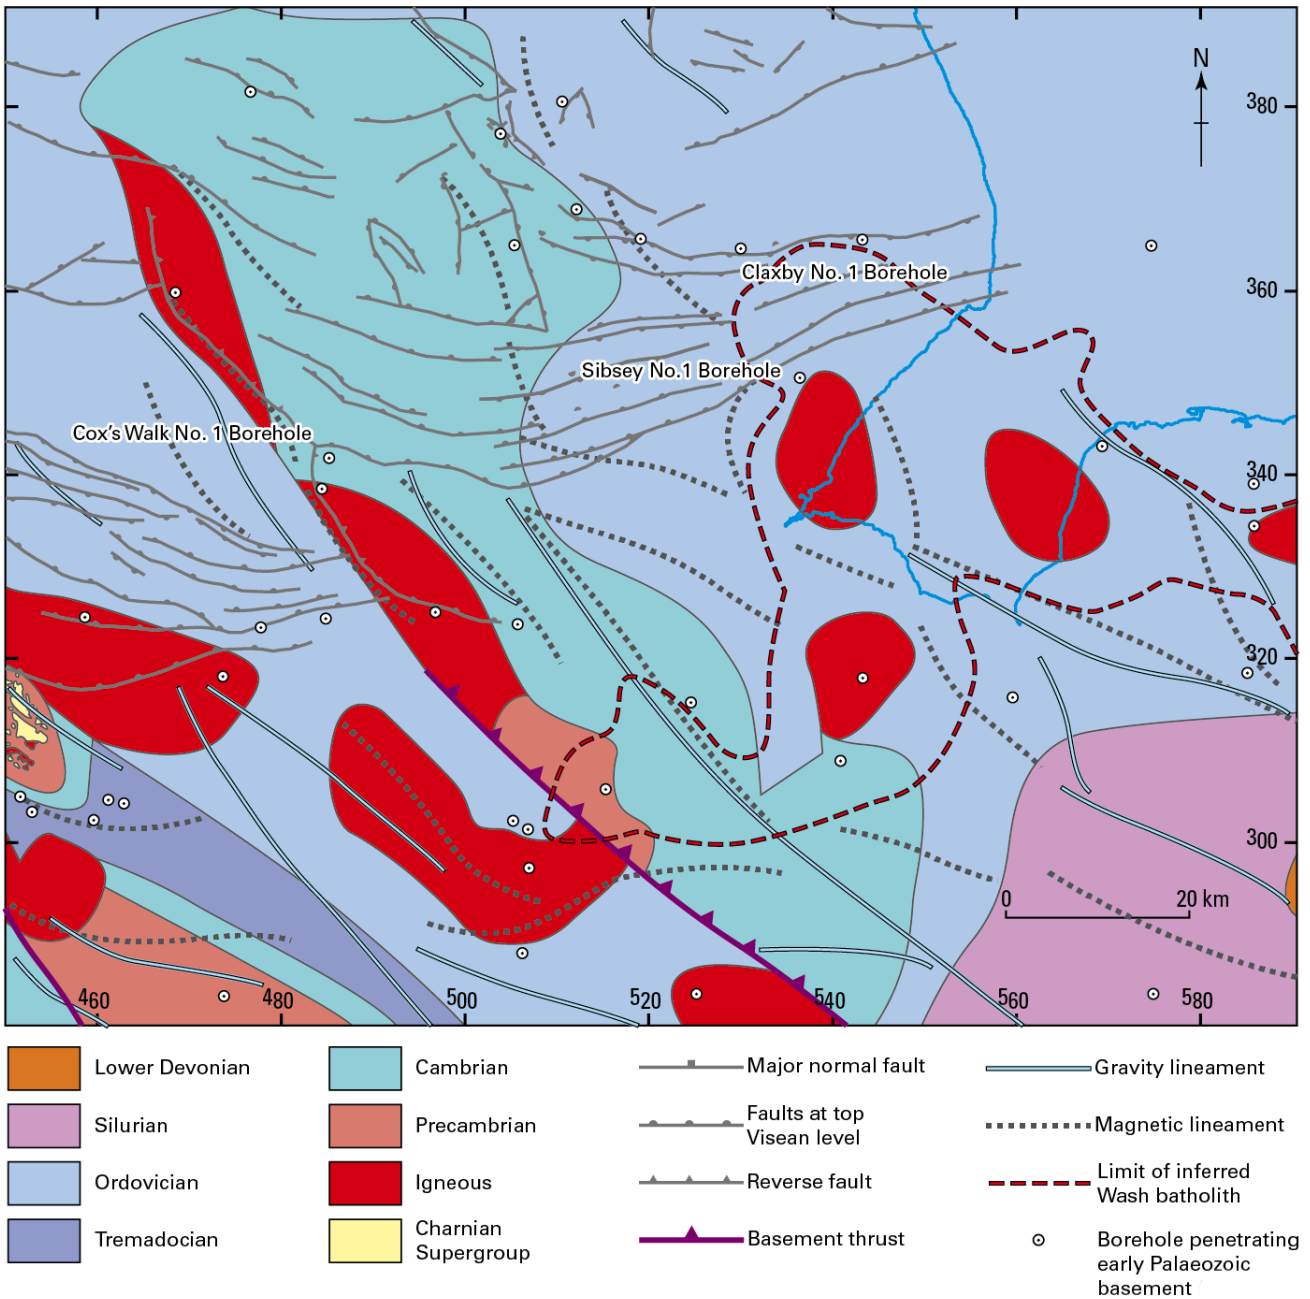 N
380
360
340
320
300
Claxby No. 1 Borehole
Sibsey No.1 Borehole
Cox's Walk No. 1 Borehole
0
20 km
460
480
500
520
540
560
580
Lower Devonian
Silurian
Ordovician
Tremadocian
Cambrian
Precambrian
Igneous
Charnian
Supergroup
Major normal fault
Faults at top
Visean level
Reverse fault
Basement thrust
Gravity lineament
Magnetic lineament
Limit of inferred
Wash batholith
Borehole penetrating
early Palaeozoic
basement